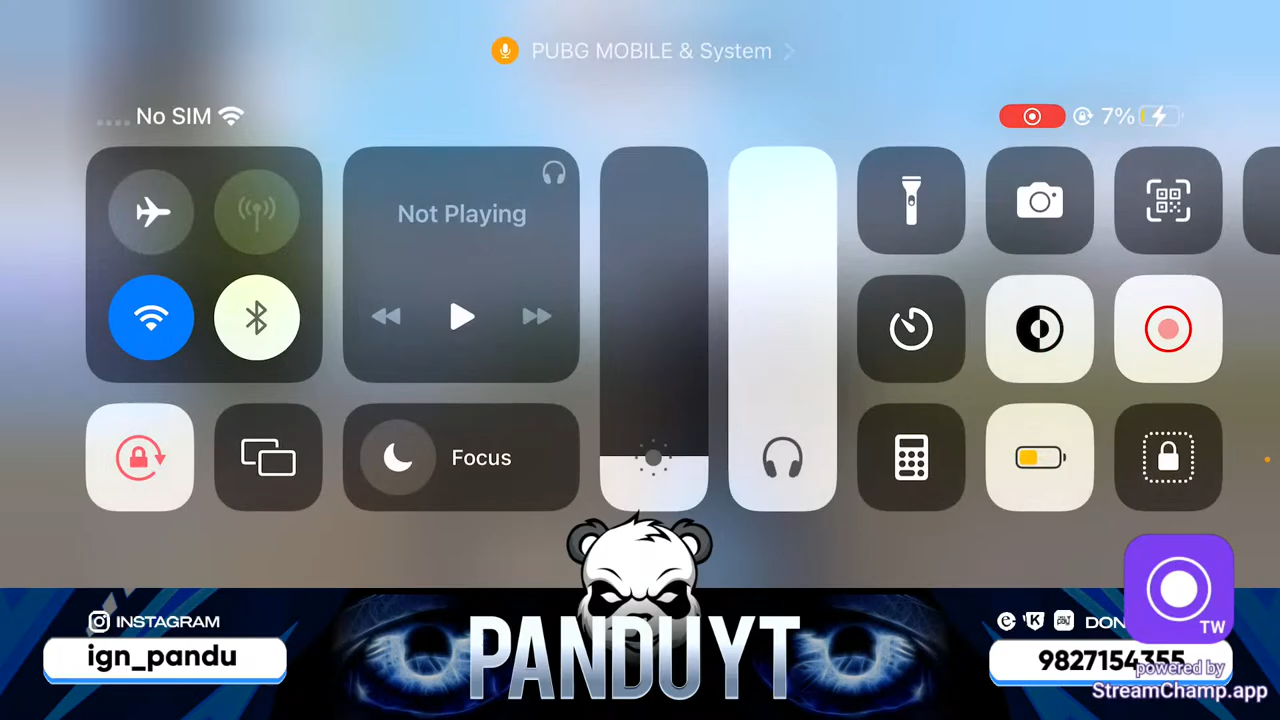 PUBG MOBILE & System
No SIM
7%
Not Playing
Focus
INSTAGRAM
ign_pandu
PANDUYT
DON
9827154355
TW
powered by
StreamChamp.app